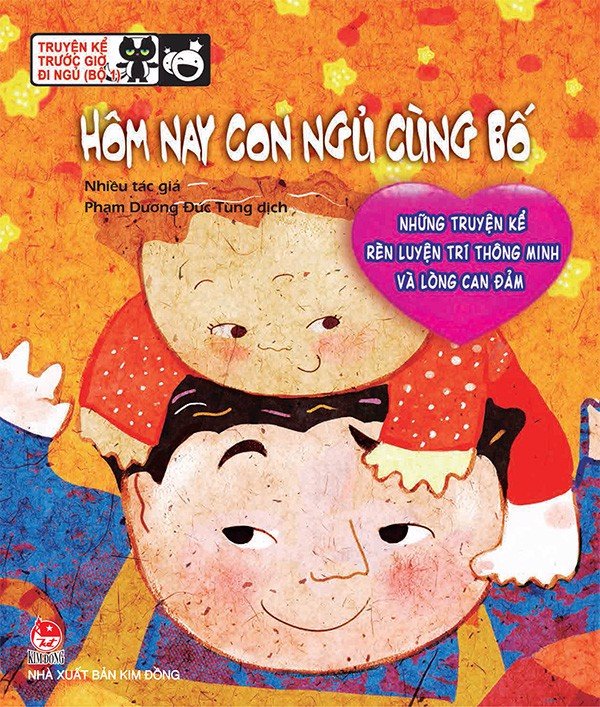 TRUYỆN KỂ
TRƯỚC GIỜ
ĐI NGỦ (BỘ 1)
HÔM NAY CON NGỦ CÙNG BỐ
Nhiều tác giả
Phạm Dương Đức Tùng dịch
NHỮNG TRUYỆN KỂ
RÈN LUYỆN TRÍ THÔNG MINH
VÀ LÒNG CAN ĐẢM
KIM ĐỒNG
NHÀ XUẤT BẢN KIM ĐỒNG